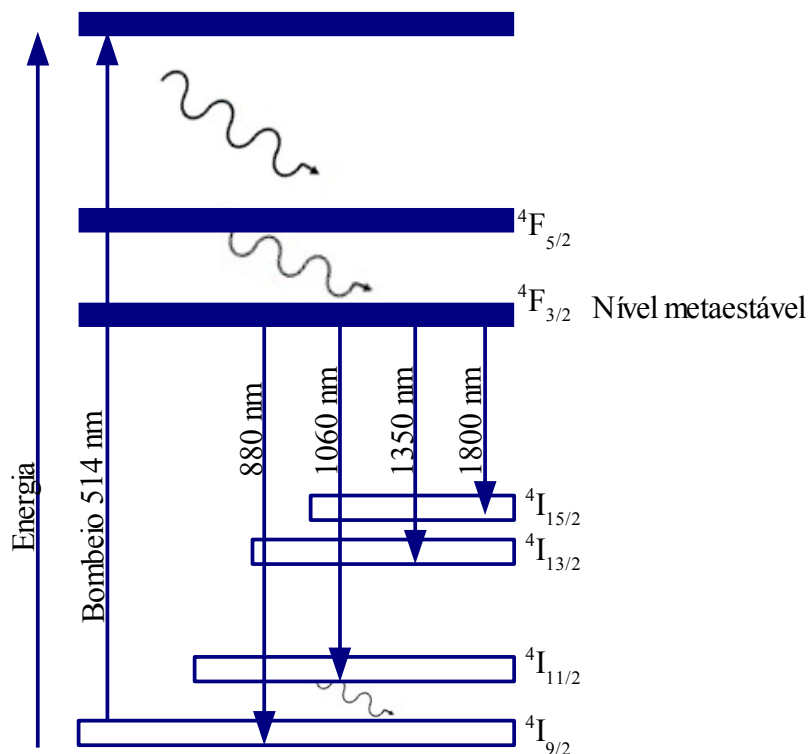 ⁴F₅/₂
⁴F₃/₂ Nível metaestável
Energia
Bombeio 514 nm
880 nm
1060 nm
1350 nm
1800 nm
⁴I₁₅/₂
⁴I₁₃/₂
⁴I₁₁/₂
⁴I₉/₂